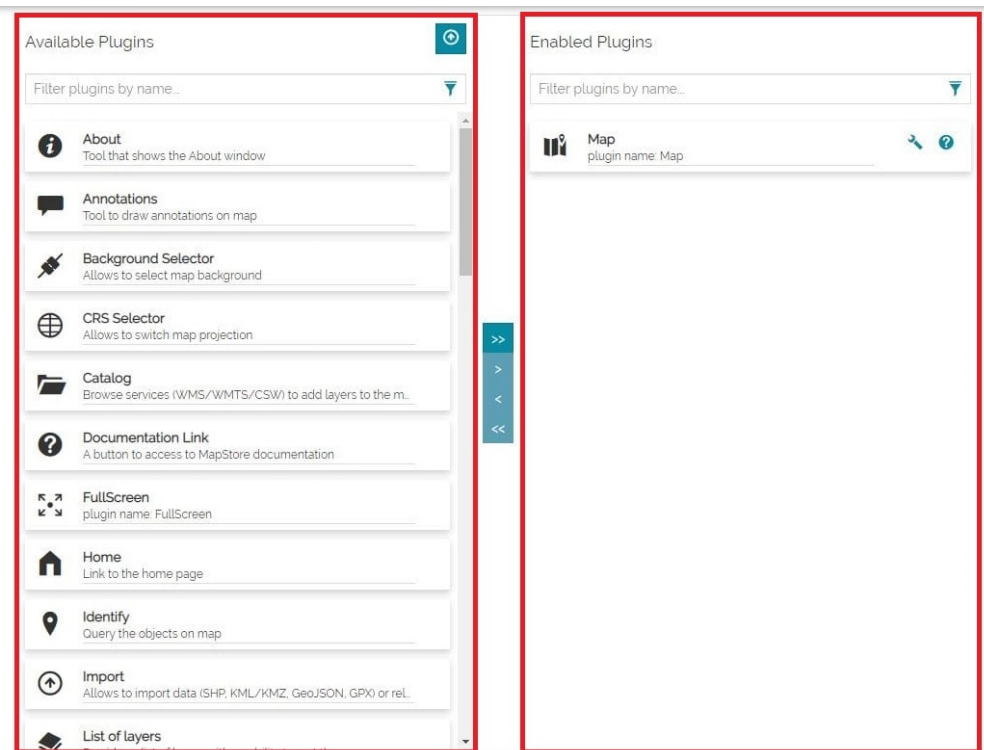 Available Plugins
Filter plugins by name...
About
Tool that shows the About window
Annotations
Tool to draw annotations on map
Background Selector
Allows to select map background
CRS Selector
Allows to switch map projection
Catalog
Browse services (WMS/WMTS/CSW) to add layers to the m...
Documentation Link
A button to access to MapStore documentation
FullScreen
plugin name: FullScreen
Home
Link to the home page
Identify
Query the objects on map
Import
Allows to import data (SHP, KML/KMZ, GeoJSON, GPX) or rel...
List of layers
>>
>
<
<<
Enabled Plugins
Filter plugins by name...
Map
plugin name: Map